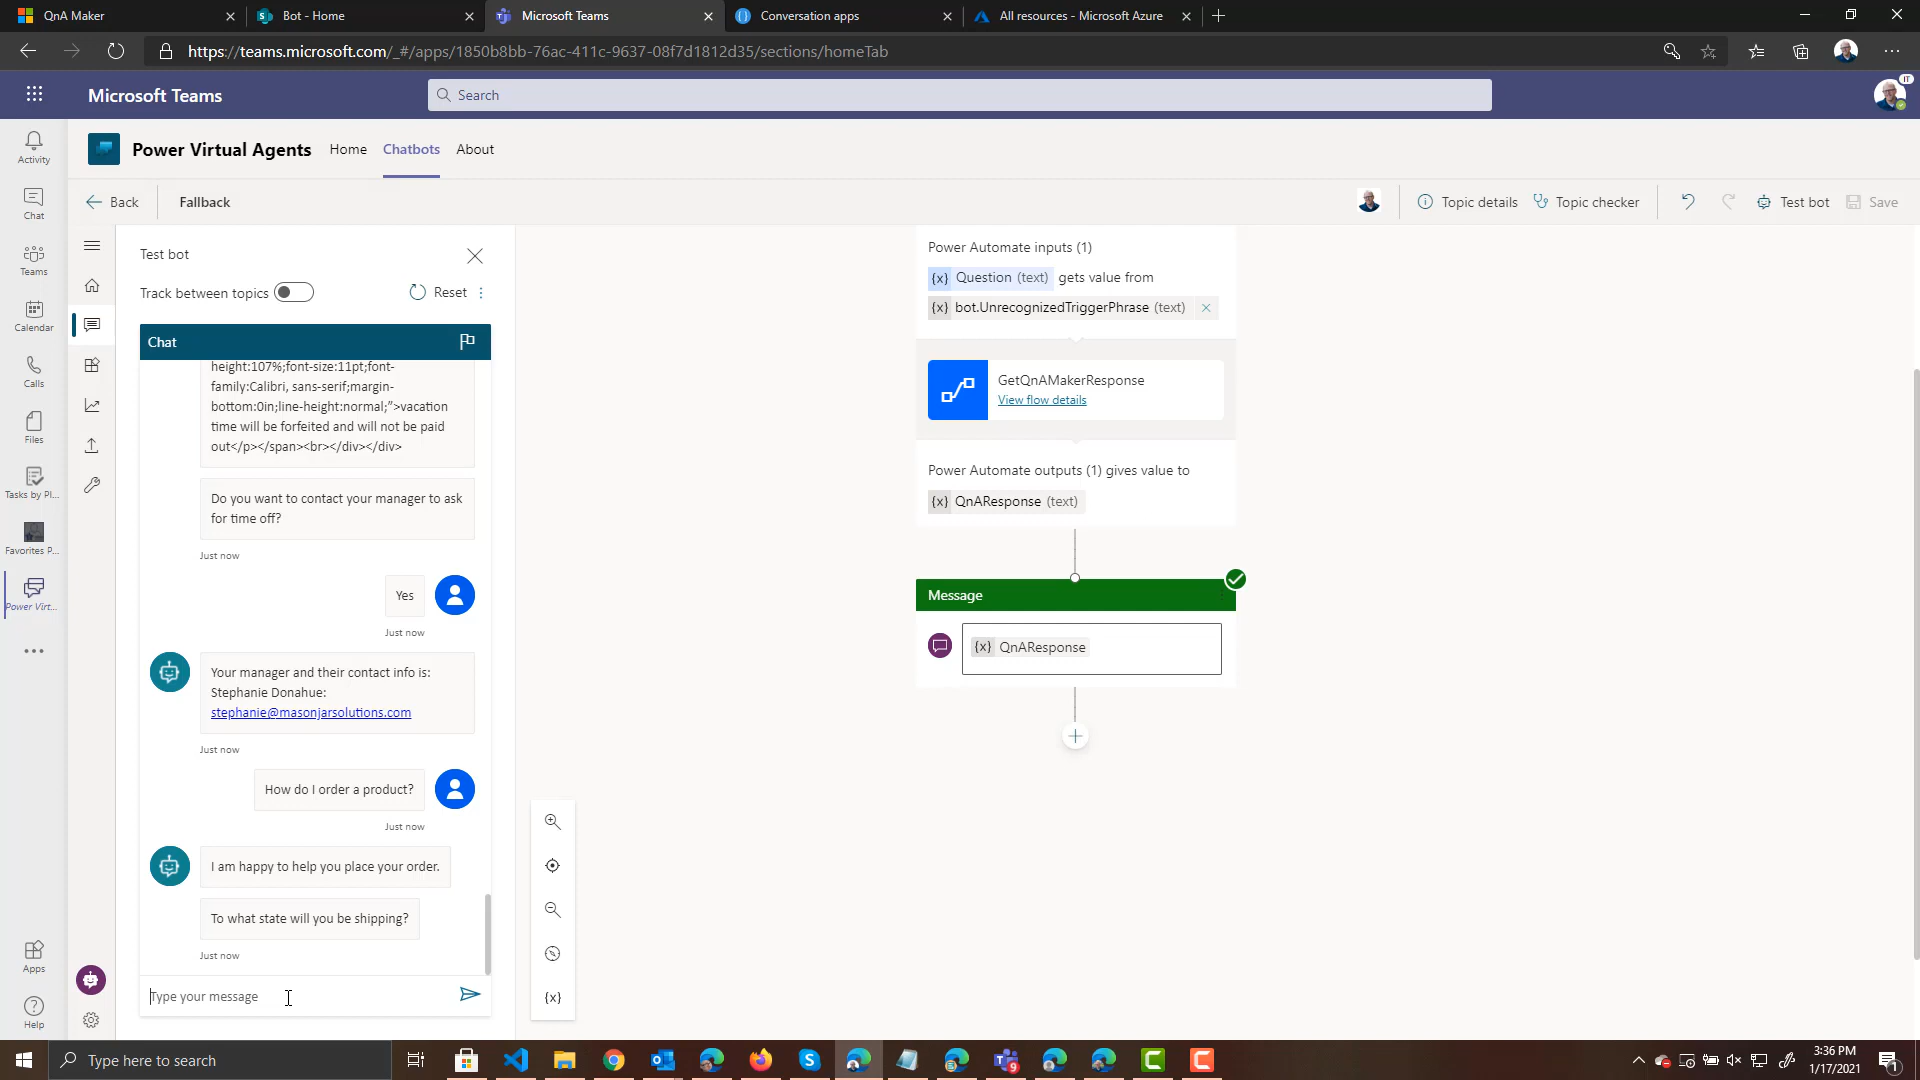 QnA Maker
Bot - Home
Microsoft Teams
Conversation apps
All resources - Microsoft Azure
https://teams.microsoft.com/_#/apps/1850b8bb-76ac-411c-9637-08f7d1812d35/sections/homeTab
Microsoft Teams
Search
IT
Activity
Chat
Teams
Calendar
Calls
Files
Tasks by Pl...
Favorites P...
Power Virt...
Apps
Help
Power Virtual Agents
Home
Chatbots
About
Back
Fallback
Topic details
Topic checker
Test bot
Save
Test bot
Track between topics
Reset
Chat
height:107%;font-size:11pt;font-
family:Calibri, sans-serif;margin-
bottom:0in;line-height:normal;”>vacation
time will be forfeited and will not be paid
out</p></span><br></div></div>
Do you want to contact your manager to ask
for time off?
Just now
Yes
Just now
Your manager and their contact info is:
Stephanie Donahue:
stephanie@masonjarsolutions.com
Just now
How do I order a product?
Just now
I am happy to help you place your order.
To what state will you be shipping?
Just now
Type your message
Power Automate inputs (1)
{x} Question (text) gets value from
{x} bot.UnrecognizedTriggerPhrase (text)
GetQnAMakerResponse
View flow details
Power Automate outputs (1) gives value to
{x} QnAResponse (text)
Message
{x} QnAResponse
{x}
Type here to search
9
3:36 PM
1/17/2021
1